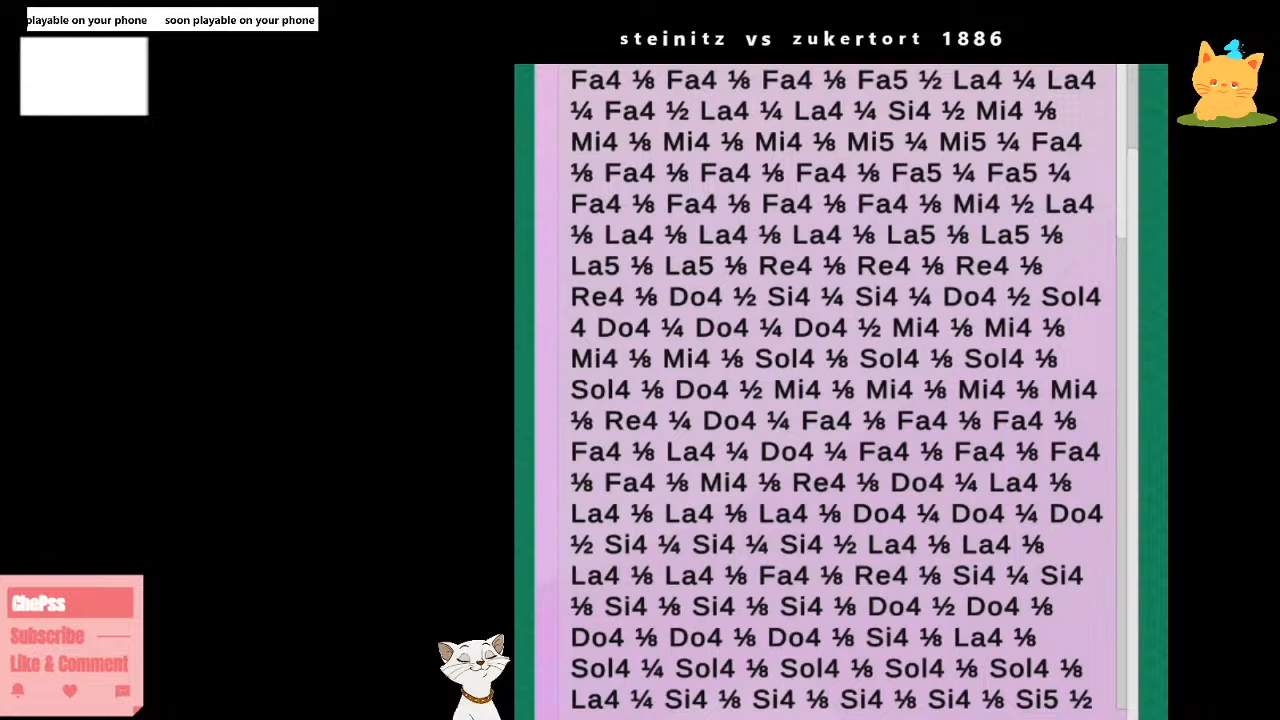 playable on your phone soon playable on your phone
steinitz vs zukertort 1886
Fa4 ⅛ Fa4 ⅛ Fa4 ⅛ Fa5 ½ La4 ¼ La4
¼ Fa4 ½ La4 ¼ La4 ¼ Si4 ½ Mi4 ⅛
Mi4 ⅛ Mi4 ⅛ Mi4 ⅛ Mi5 ¼ Mi5 ¼ Fa4
⅛ Fa4 ⅛ Fa4 ⅛ Fa4 ⅛ Fa5 ¼ Fa5 ¼
Fa4 ⅛ Fa4 ⅛ Fa4 ⅛ Fa4 ⅛ Mi4 ½ La4
⅛ La4 ⅛ La4 ⅛ La4 ⅛ La5 ⅛ La5 ⅛
La5 ⅛ La5 ⅛ Re4 ⅛ Re4 ⅛ Re4 ⅛
Re4 ⅛ Do4 ½ Si4 ¼ Si4 ¼ Do4 ½ Sol4
4 Do4 ¼ Do4 ¼ Do4 ½ Mi4 ⅛ Mi4 ⅛
Mi4 ⅛ Mi4 ⅛ Sol4 ⅛ Sol4 ⅛ Sol4 ⅛
Sol4 ⅛ Do4 ½ Mi4 ⅛ Mi4 ⅛ Mi4 ⅛ Mi4
⅛ Re4 ¼ Do4 ¼ Fa4 ⅛ Fa4 ⅛ Fa4 ⅛
Fa4 ⅛ La4 ¼ Do4 ¼ Fa4 ⅛ Fa4 ⅛ Fa4
⅛ Fa4 ⅛ Mi4 ⅛ Re4 ⅛ Do4 ¼ La4 ⅛
La4 ⅛ La4 ⅛ La4 ⅛ Do4 ¼ Do4 ¼ Do4
½ Si4 ¼ Si4 ¼ Si4 ½ La4 ⅛ La4 ⅛
La4 ⅛ La4 ⅛ Fa4 ⅛ Re4 ⅛ Si4 ¼ Si4
⅛ Si4 ⅛ Si4 ⅛ Si4 ⅛ Do4 ½ Do4 ⅛
Do4 ⅛ Do4 ⅛ Do4 ⅛ Si4 ⅛ La4 ⅛
Sol4 ¼ Sol4 ⅛ Sol4 ⅛ Sol4 ⅛ Sol4 ⅛
La4 ¼ Si4 ⅛ Si4 ⅛ Si4 ⅛ Si4 ⅛ Si5 ½
ChePss
Subscribe
Like & Comment